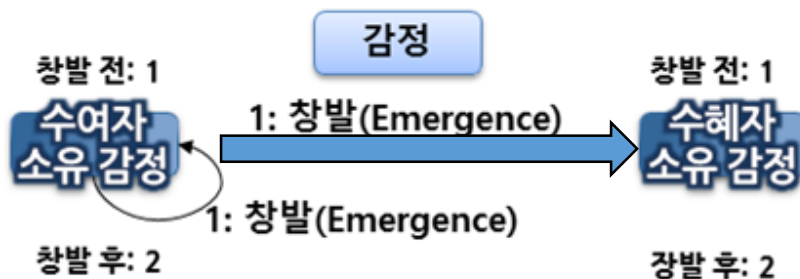 감정
창발 전: 1
창발 전: 1
수여자
소유 감정
1: 창발(Emergence)
수혜자
소유 감정
1: 창발(Emergence)
창발 후: 2
장발 후: 2